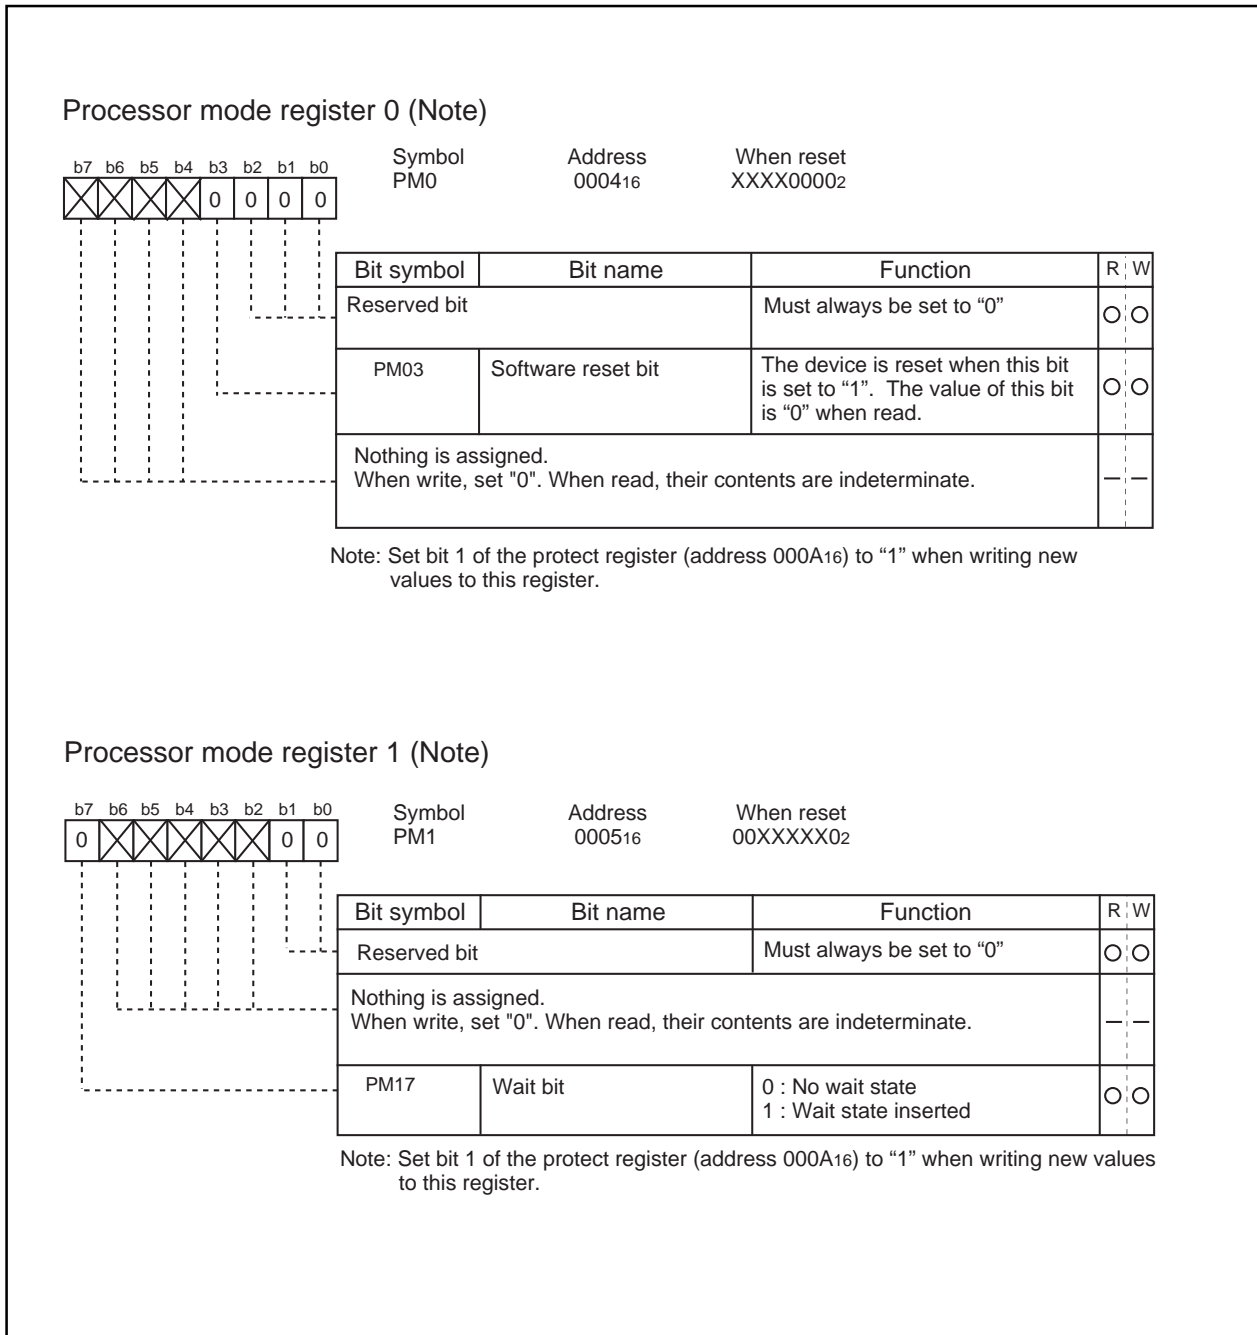 Processor mode register 0 (Note)
b7 b6 b5 b4 b3 b2 b1 b0
0 0 0 0
Symbol Address When reset
PM0 000416 XXXX00002
Bit symbol Bit name Function R W
Reserved bit Must always be set to “0”
PM03 Software reset bit The device is reset when this bit
is set to “1”. The value of this bit
is “0” when read.
Nothing is assigned.
When write, set "0". When read, their contents are indeterminate.
Note: Set bit 1 of the protect register (address 000A16) to “1” when writing new
values to this register.
Processor mode register 1 (Note)
b7 b6 b5 b4 b3 b2 b1 b0
0 0 0
Symbol Address When reset
PM1 000516 00XXXXX02
Bit symbol Bit name Function R W
Reserved bit Must always be set to “0”
Nothing is assigned.
When write, set "0". When read, their contents are indeterminate.
PM17 Wait bit 0 : No wait state
1 : Wait state inserted
Note: Set bit 1 of the protect register (address 000A16) to “1” when writing new values
to this register.